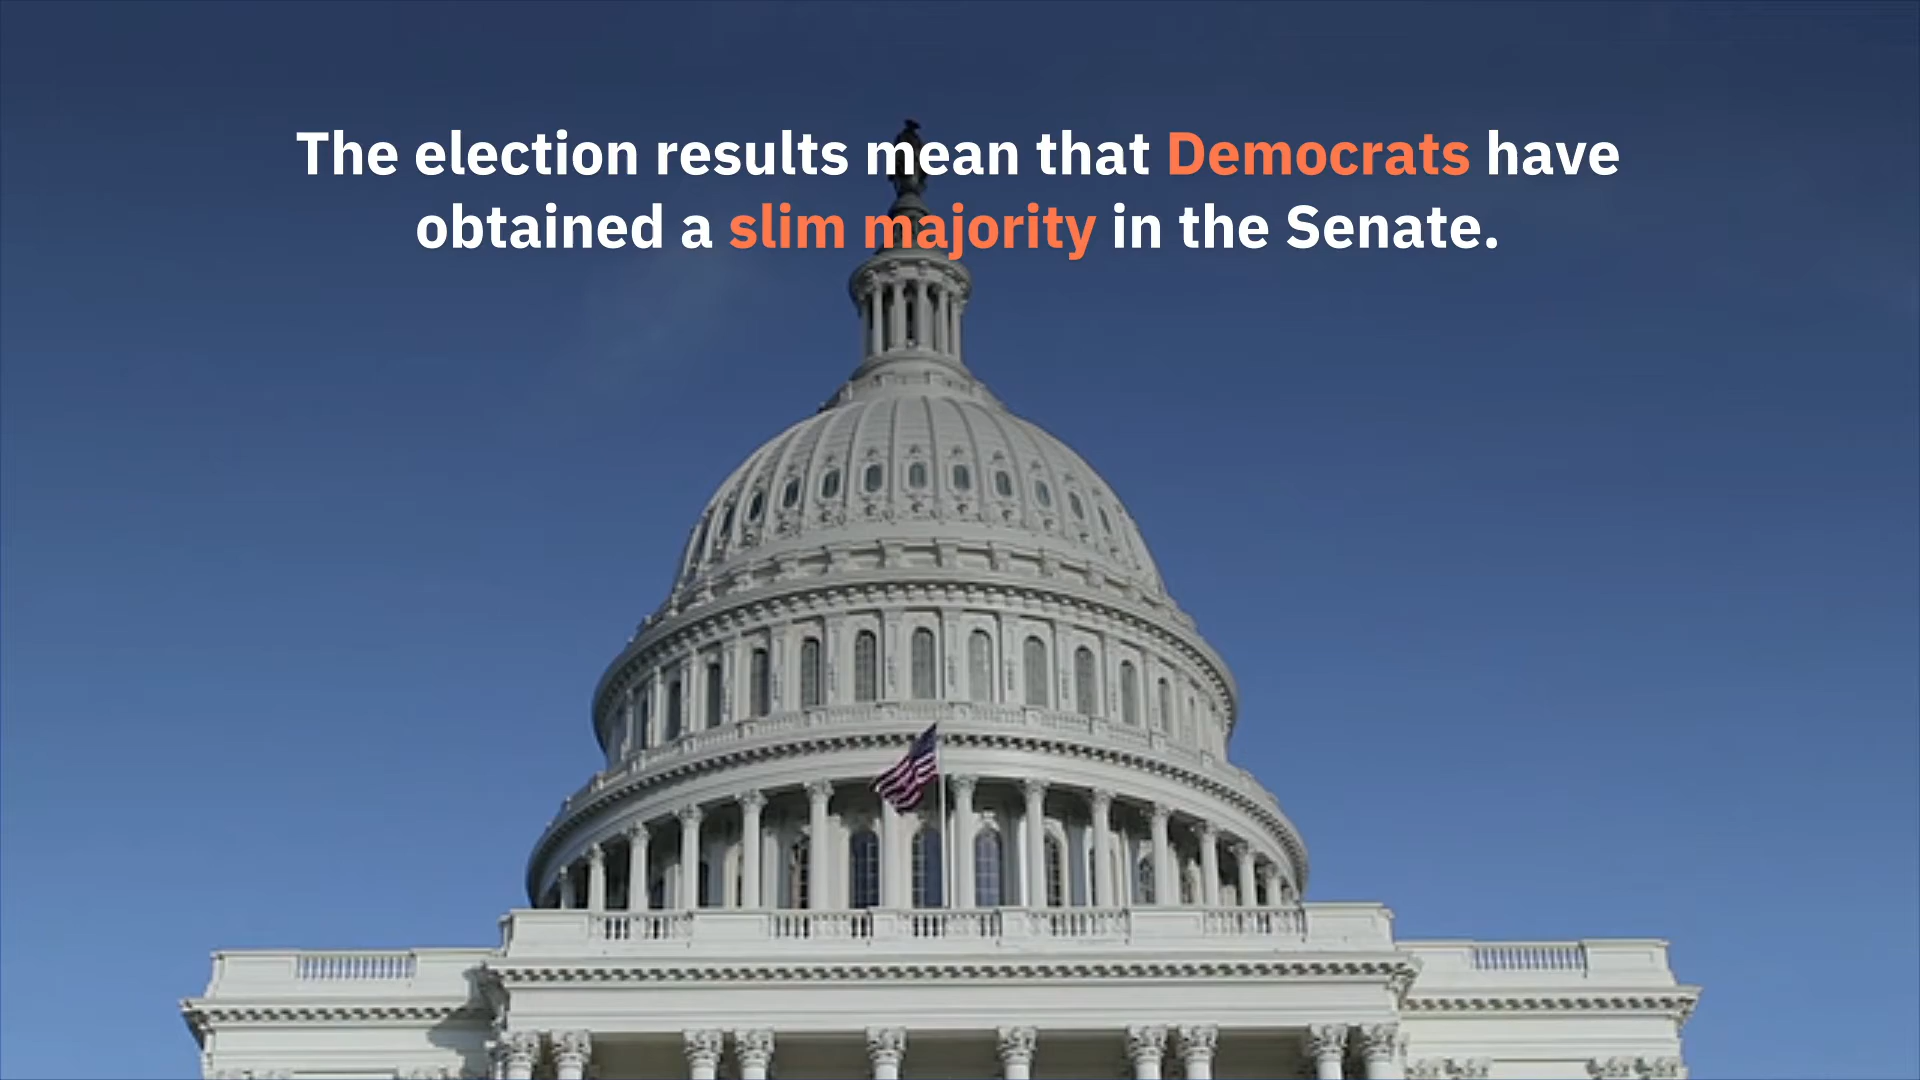 The election results mean that Democrats have
obtained a slim majority in the Senate.